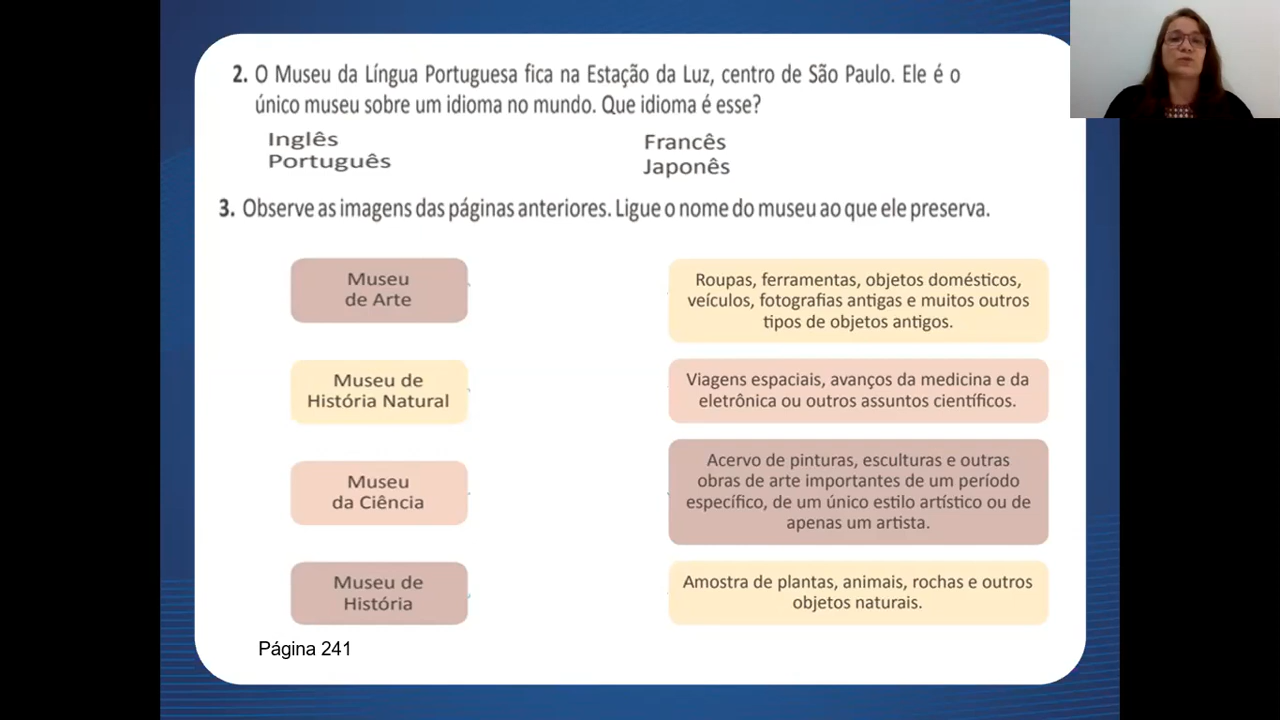 2. O Museu da Língua Portuguesa fica na Estação da Luz, centro de São Paulo. Ele é o
único museu sobre um idioma no mundo. Que idioma é esse?
Inglês
Português
Francês
Japonês
3. Observe as imagens das páginas anteriores. Ligue o nome do museu ao que ele preserva.
Museu
de Arte
Museu de
História Natural
Museu
da Ciência
Museu de
História
Roupas, ferramentas, objetos domésticos,
veículos, fotografias antigas e muitos outros
tipos de objetos antigos.
Viagens espaciais, avanços da medicina e da
eletrônica ou outros assuntos científicos.
Acervo de pinturas, esculturas e outras
obras de arte importantes de um período
específico, de um único estilo artístico ou de
apenas um artista.
Amostra de plantas, animais, rochas e outros
objetos naturais.
Página 241